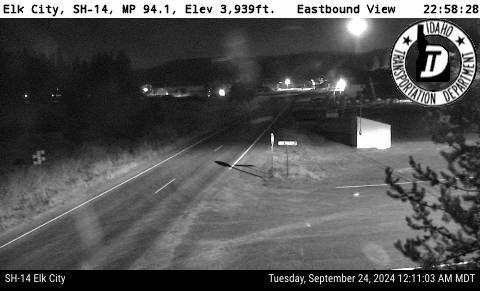 Elk City, SH-14, MP 94.1, Elev 3,939ft. Eastbound View 22:58:28
IDAHO
TRANSPORTATION DEPARTMENT
SH-14 Elk City Tuesday, September 24, 2024 12:11:03 AM MDT